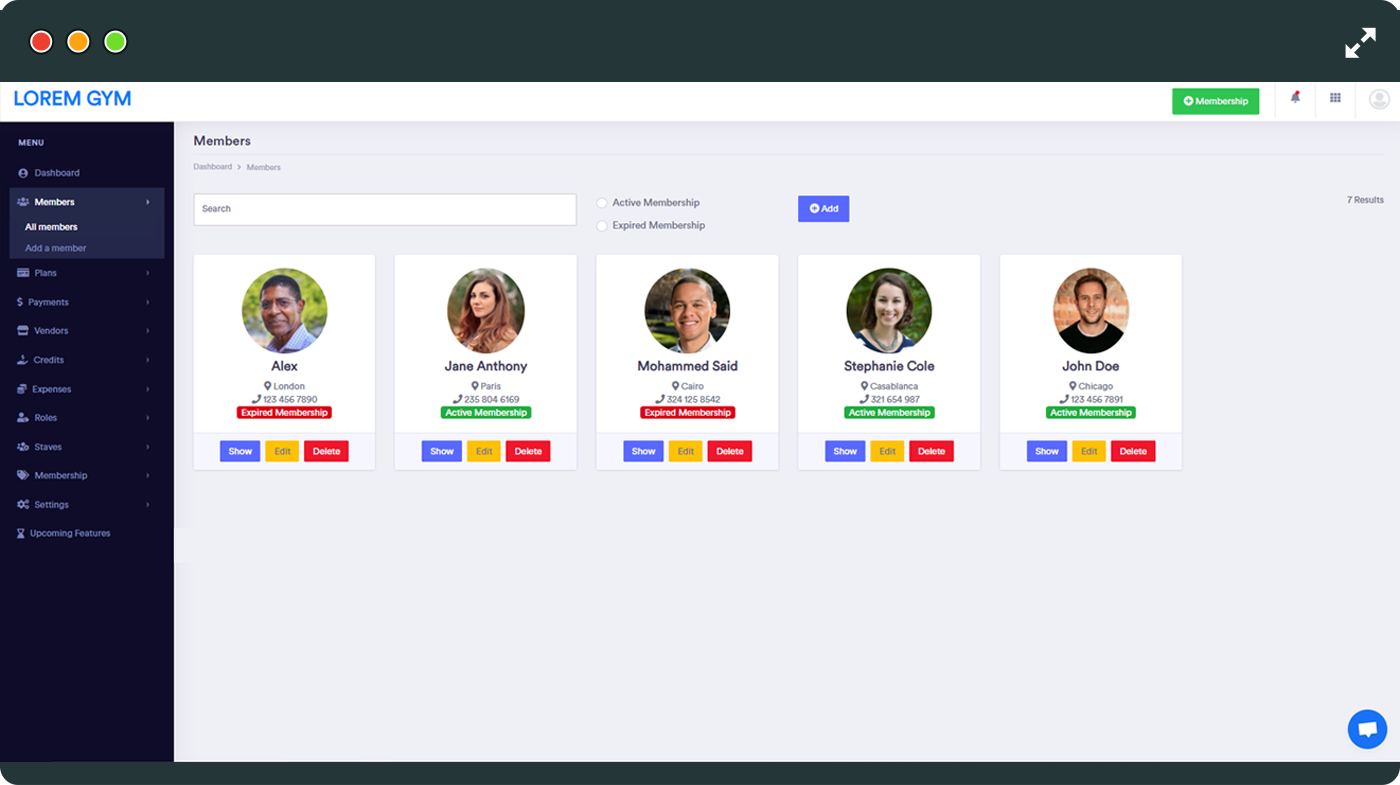 LOREM GYM
Membership
MENU
Dashboard
Members
All members
Add a member
Plans
Payments
Vendors
Credits
Expenses
Roles
Staves
Membership
Settings
Upcoming Features
Members
Dashboard > Members
Search
Active Membership
Expired Membership
Add
7 Results
Alex
London
123 456 7890
Expired Membership
Show Edit Delete
Jane Anthony
Paris
235 804 6169
Active Membership
Show Edit Delete
Mohammed Said
Cairo
324 125 8542
Expired Membership
Show Edit Delete
Stephanie Cole
Casablanca
321 654 987
Active Membership
Show Edit Delete
John Doe
Chicago
123 456 7891
Active Membership
Show Edit Delete